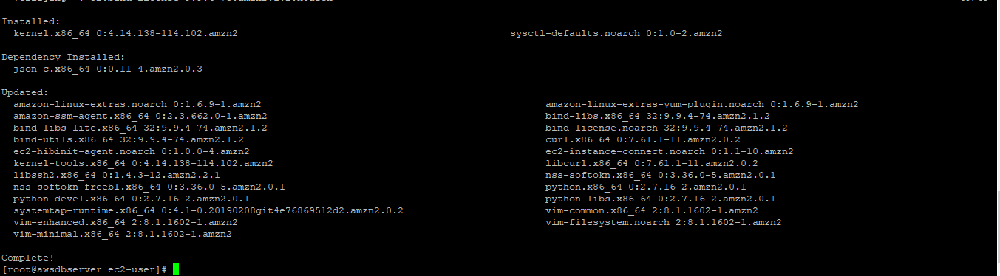 Installed:
kernel.x86_64 0:4.14.138-114.102.amzn2 sysctl-defaults.noarch 0:1.0-2.amzn2
Dependency Installed:
json-c.x86_64 0:0.11-4.amzn2.0.3
Updated:
amazon-linux-extras.noarch 0:1.6.9-1.amzn2 amazon-linux-extras-yum-plugin.noarch 0:1.6.9-1.amzn2
amazon-ssm-agent.x86_64 0:2.3.662.0-1.amzn2 bind-libs.x86_64 32:9.9.4-74.amzn2.1.2
bind-libs-lite.x86_64 32:9.9.4-74.amzn2.1.2 bind-license.noarch 32:9.9.4-74.amzn2.1.2
bind-utils.x86_64 32:9.9.4-74.amzn2.1.2 curl.x86_64 0:7.61.1-11.amzn2.0.2
ec2-hibinit-agent.noarch 0:1.0.0-4.amzn2 ec2-instance-connect.noarch 0:1.1-10.amzn2
kernel-tools.x86_64 0:4.14.138-114.102.amzn2 libcurl.x86_64 0:7.61.1-11.amzn2.0.2
libssh2.x86_64 0:1.4.3-12.amzn2.2.1 nss-softokn.x86_64 0:3.36.0-5.amzn2.0.1
nss-softokn-freebl.x86_64 0:3.36.0-5.amzn2.0.1 python.x86_64 0:2.7.16-2.amzn2.0.1
python-devel.x86_64 0:2.7.16-2.amzn2.0.1 python-libs.x86_64 0:2.7.16-2.amzn2.0.1
systemtap-runtime.x86_64 0:4.1-0.20190208git4e76869512d2.amzn2.0.2 vim-common.x86_64 2:8.1.1602-1.amzn2
vim-enhanced.x86_64 2:8.1.1602-1.amzn2 vim-filesystem.noarch 2:8.1.1602-1.amzn2
vim-minimal.x86_64 2:8.1.1602-1.amzn2
Complete!
[root@awsdbserver ec2-user]#